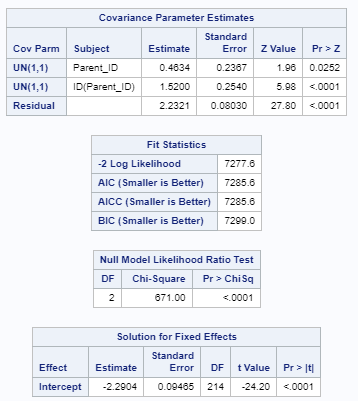 Covariance Parameter Estimates
Cov Parm Subject Estimate Standard Error Z Value Pr > Z
UN(1,1) Parent_ID 0.4634 0.2367 1.96 0.0252
UN(1,1) ID(Parent_ID) 1.5200 0.2540 5.98 <.0001
Residual 2.2321 0.08030 27.80 <.0001
Fit Statistics
-2 Log Likelihood 7277.6
AIC (Smaller is Better) 7285.6
AICC (Smaller is Better) 7285.6
BIC (Smaller is Better) 7299.0
Null Model Likelihood Ratio Test
DF Chi-Square Pr > ChiSq
2 671.00 <.0001
Solution for Fixed Effects
Effect Estimate Standard Error DF t Value Pr > |t|
Intercept -2.2904 0.09465 214 -24.20 <.0001